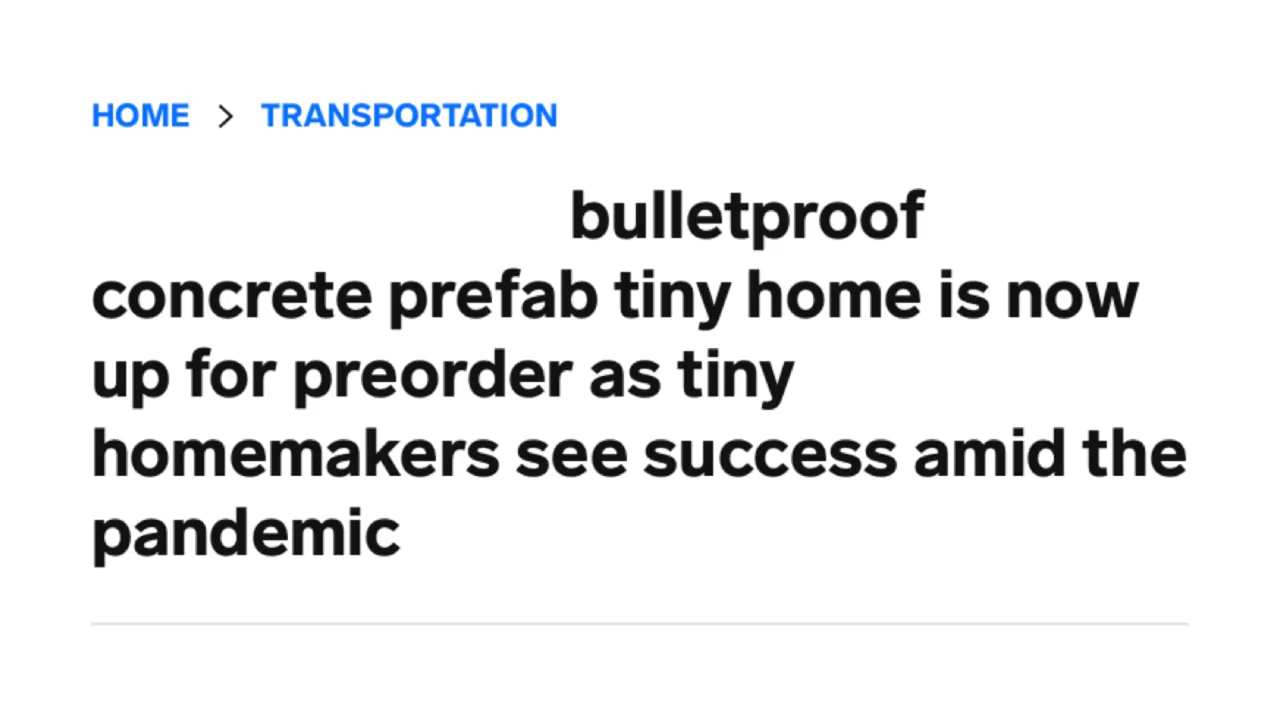 HOME > TRANSPORTATION
bulletproof
concrete prefab tiny home is now
up for preorder as tiny
homemakers see success amid the
pandemic